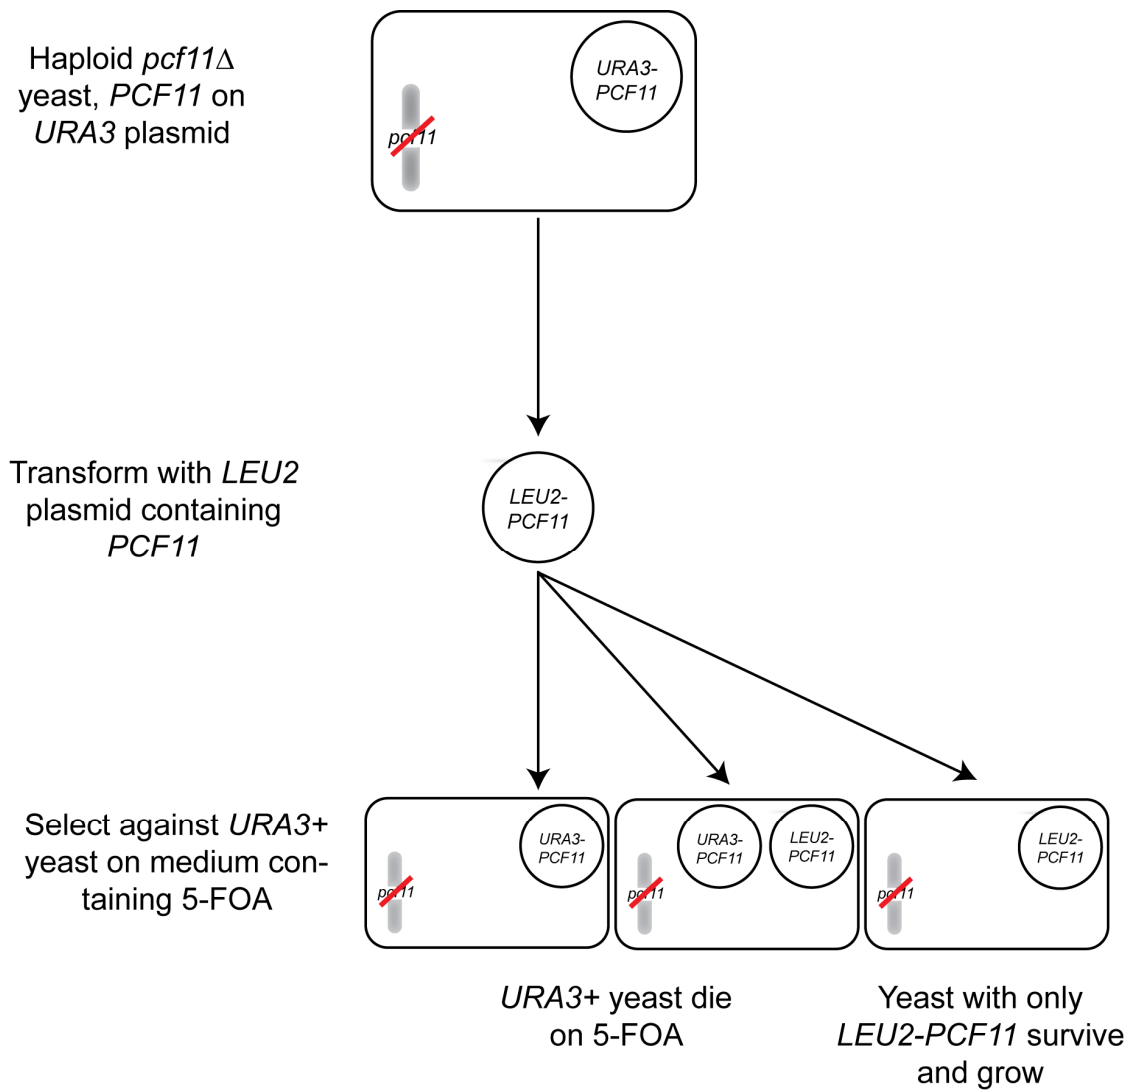 Haploid pcf11Δ
yeast, PCF11 on
URA3 plasmid
URA3-
PCF11
pcf11
Transform with LEU2
plasmid containing
PCF11
LEU2-
PCF11
Select against URA3+
yeast on medium con-
taining 5-FOA
URA3-
PCF11
pcf11
URA3-
PCF11
LEU2-
PCF11
pcf11
LEU2-
PCF11
pcf11
URA3+ yeast die
on 5-FOA
Yeast with only
LEU2-PCF11 survive
and grow